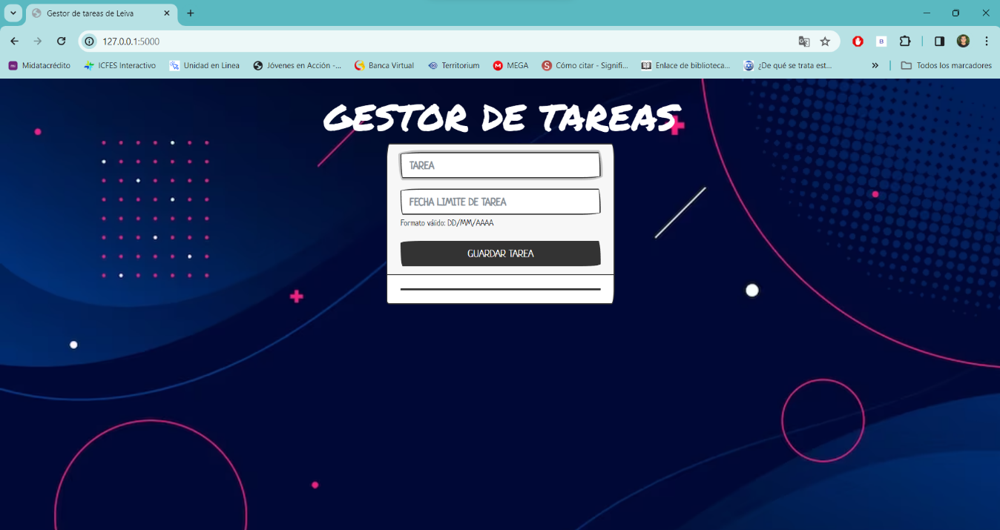 Gestor de tareas de Leiva
127.0.0.1:5000
Midatacrédito
ICFES Interactivo
Unidad en Linea
Jóvenes en Acción -...
Banca Virtual
Territorium
MEGA
Cómo citar - Signifi...
Enlace de biblioteca...
¿De qué se trata est...
Todos los marcadores
GESTOR DE TAREAS
TAREA
FECHA LIMITE DE TAREA
Formato válido: DD/MM/AAAA
GUARDAR TAREA